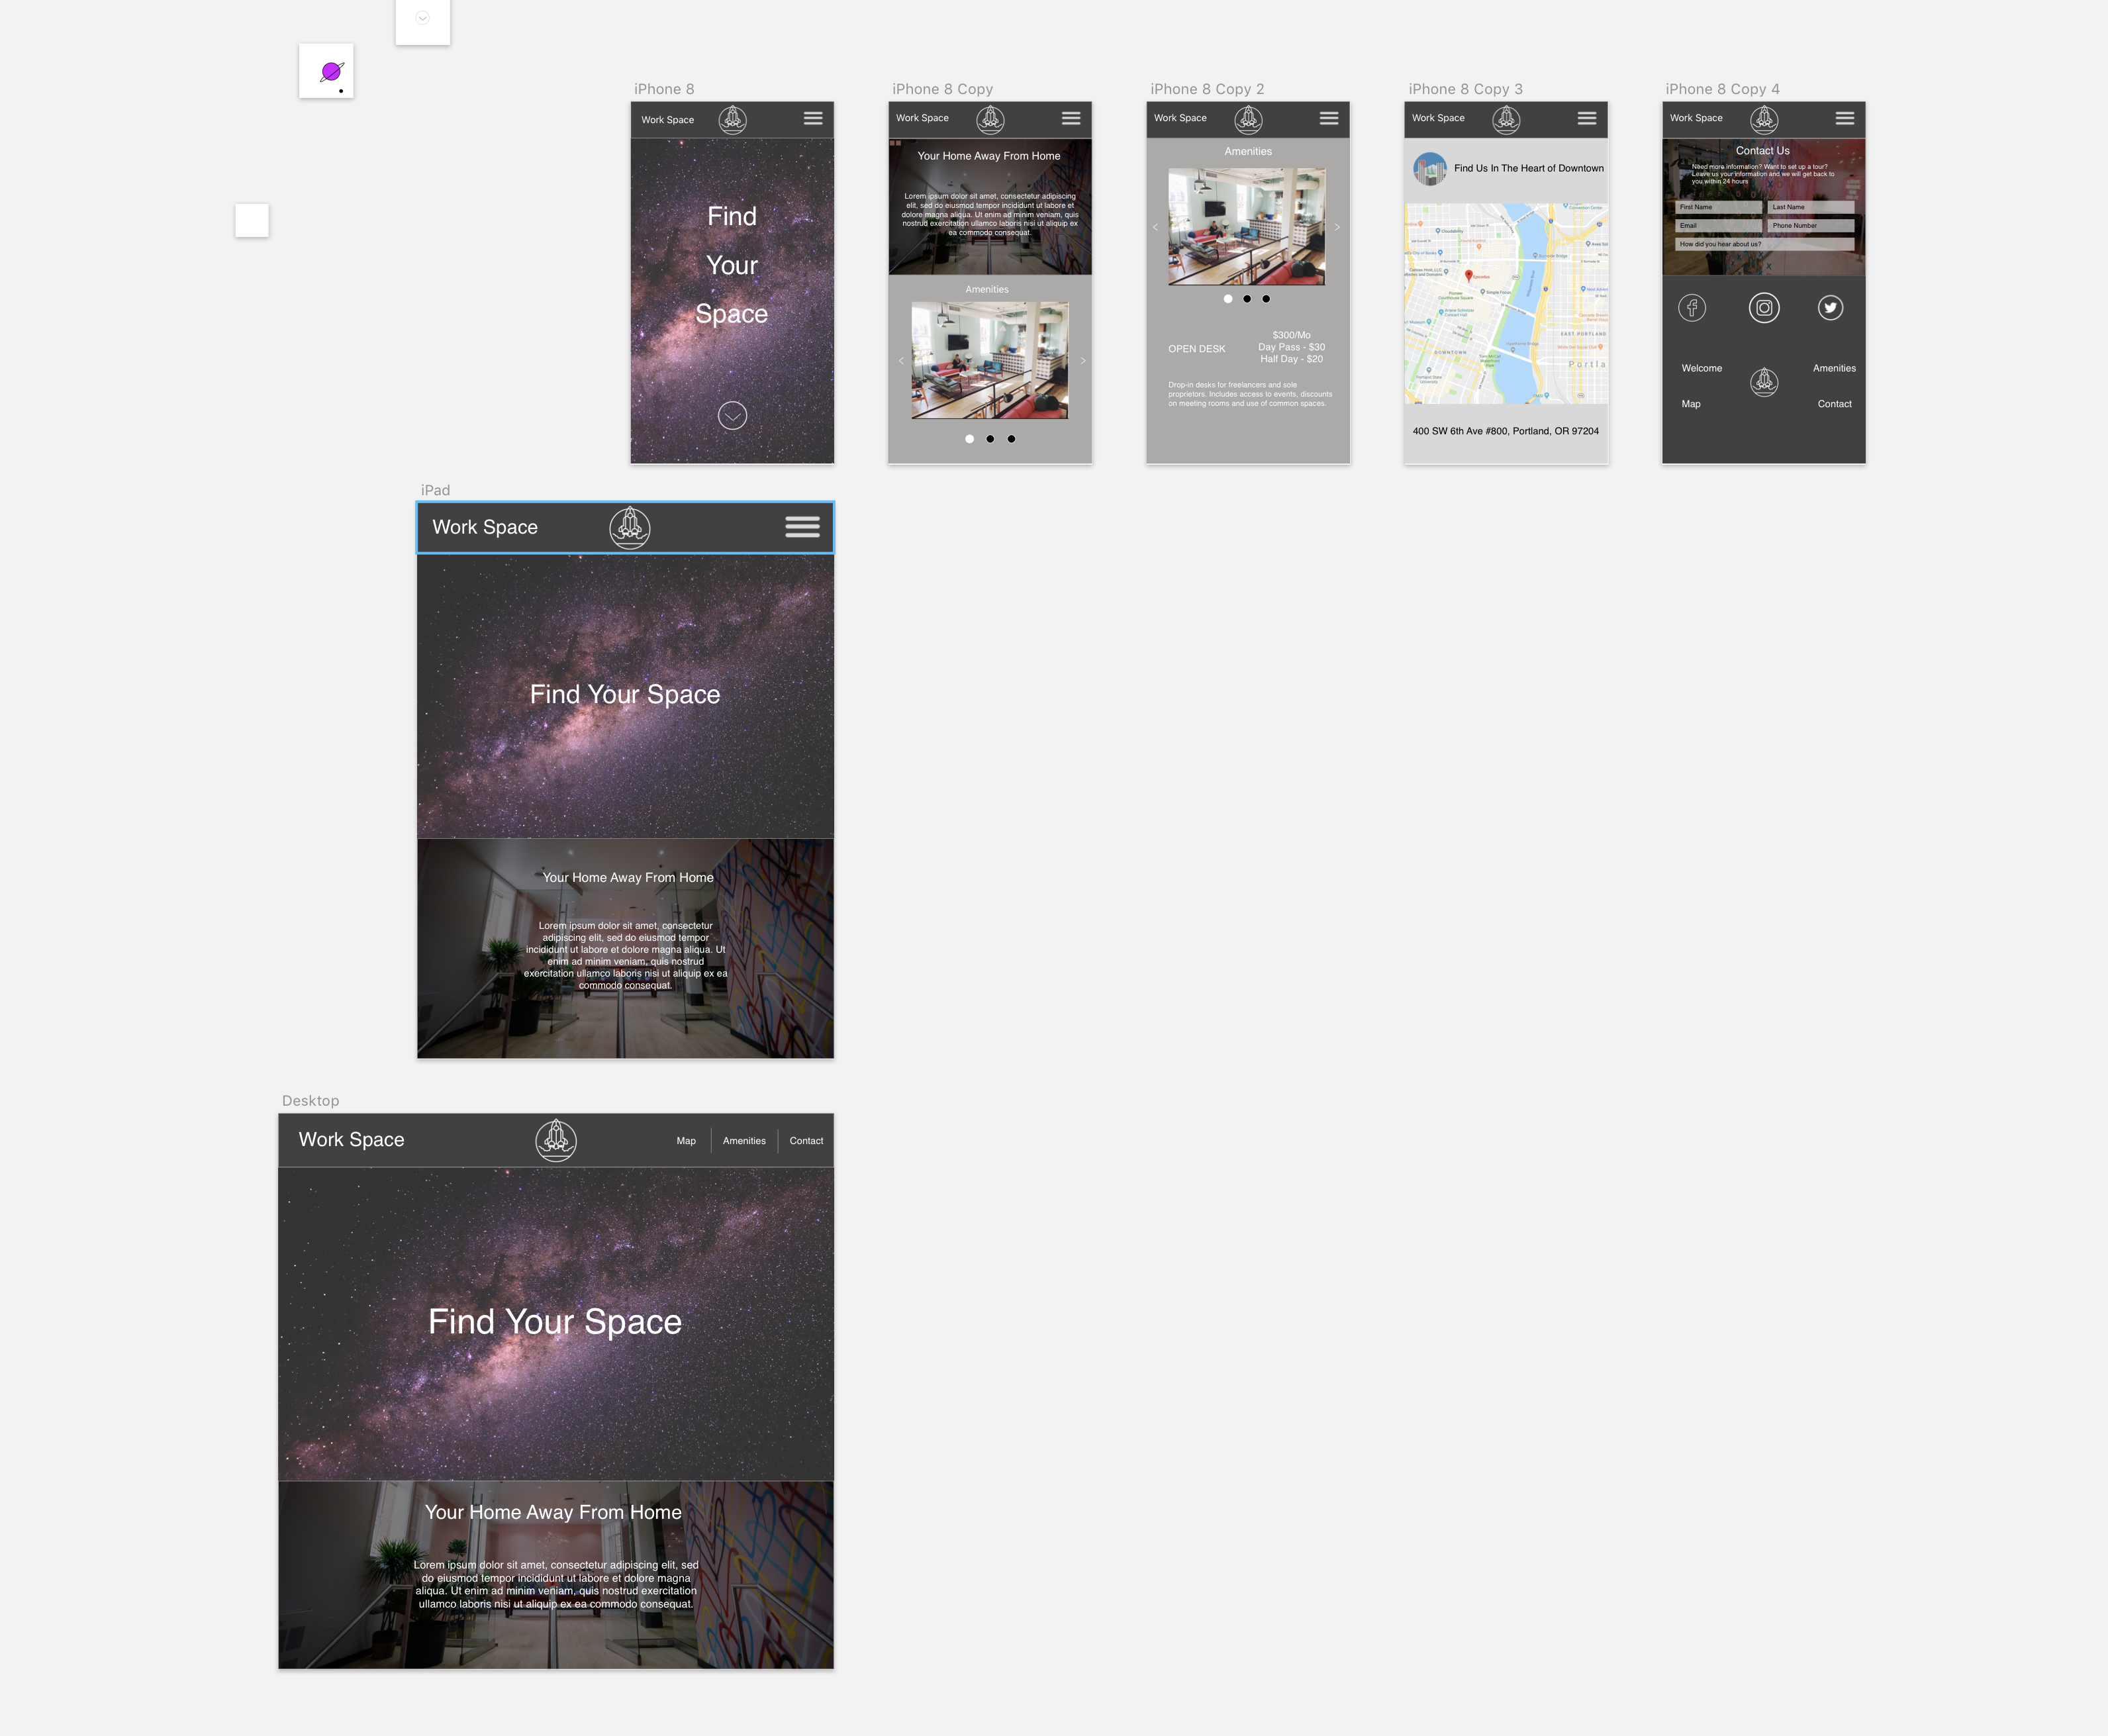 iPhone 8
Work Space
Find
Your
Space
iPhone 8 Copy
Work Space
Your Home Away From Home
Lorem ipsum dolor sit amet, consectetur adipiscing
elit, sed do eiusmod tempor incididunt ut labore et
dolore magna aliqua. Ut enim ad minim veniam, quis
nostrud exercitation ullamco laboris nisi ut aliquip ex
ea commodo consequat.
Amenities
<
>
iPhone 8 Copy 2
Work Space
Amenities
<
>
OPEN DESK
$300/Mo
Day Pass - $30
Half Day - $20
Drop-in desks for freelancers and sole
proprietors. Includes access to events, discounts
on meeting rooms and use of common spaces.
iPhone 8 Copy 3
Work Space
Find Us In The Heart of Downtown
DOWNTOWN
EAST PORTLAND
Portla
400 SW 6th Ave #800, Portland, OR 97204
iPhone 8 Copy 4
Work Space
Contact Us
Need more information? Want to set up a tour?
Leave us your information and we will get back to
you within 24 hours
First Name
Last Name
Email
Phone Number
How did you hear about us?
Welcome
Amenities
Map
Contact
iPad
Work Space
Find Your Space
Your Home Away From Home
Lorem ipsum dolor sit amet, consectetur
adipiscing elit, sed do eiusmod tempor
incididunt ut labore et dolore magna aliqua. Ut
enim ad minim veniam, quis nostrud
exercitation ullamco laboris nisi ut aliquip ex ea
commodo consequat.
Desktop
Work Space
Map
Amenities
Contact
Find Your Space
Your Home Away From Home
Lorem ipsum dolor sit amet, consectetur adipiscing elit, sed
do eiusmod tempor incididunt ut labore et dolore magna
aliqua. Ut enim ad minim veniam, quis nostrud exercitation
ullamco laboris nisi ut aliquip ex ea commodo consequat.